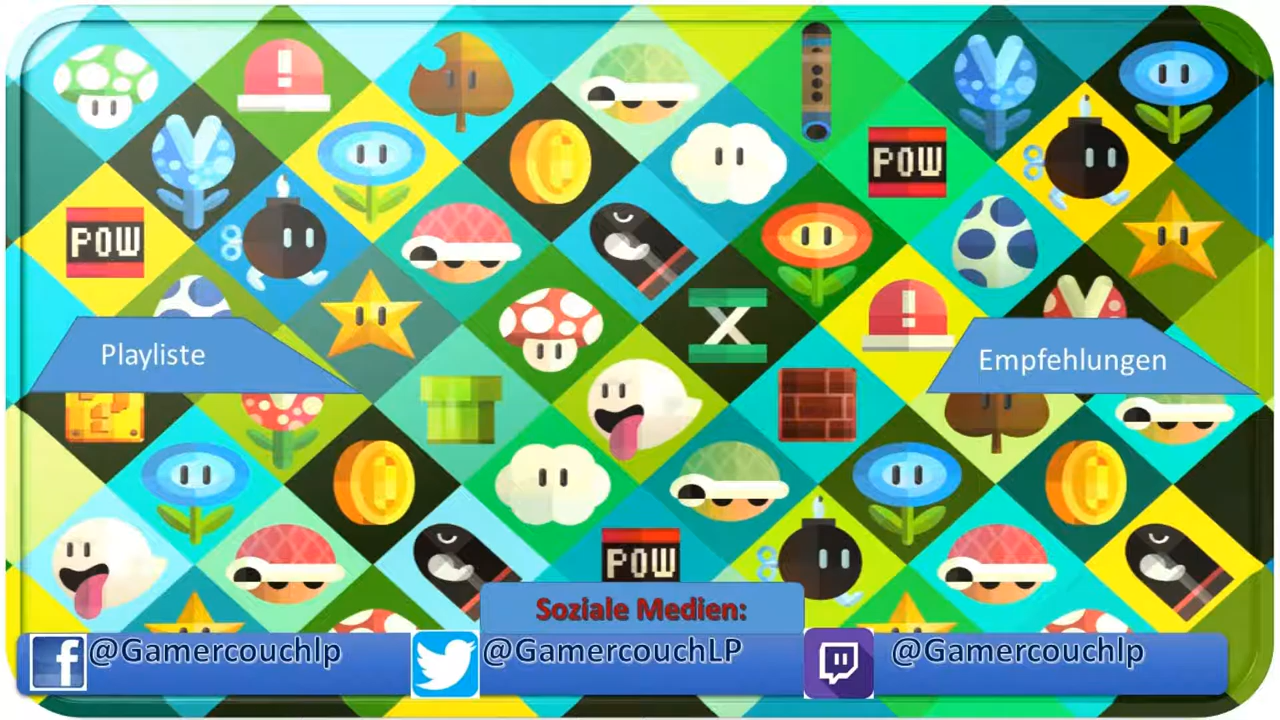 POW
POW
Playliste
Empfehlungen
POW
Soziale Medien:
@Gamercouchlp
@GamercouchLP
@Gamercouchlp